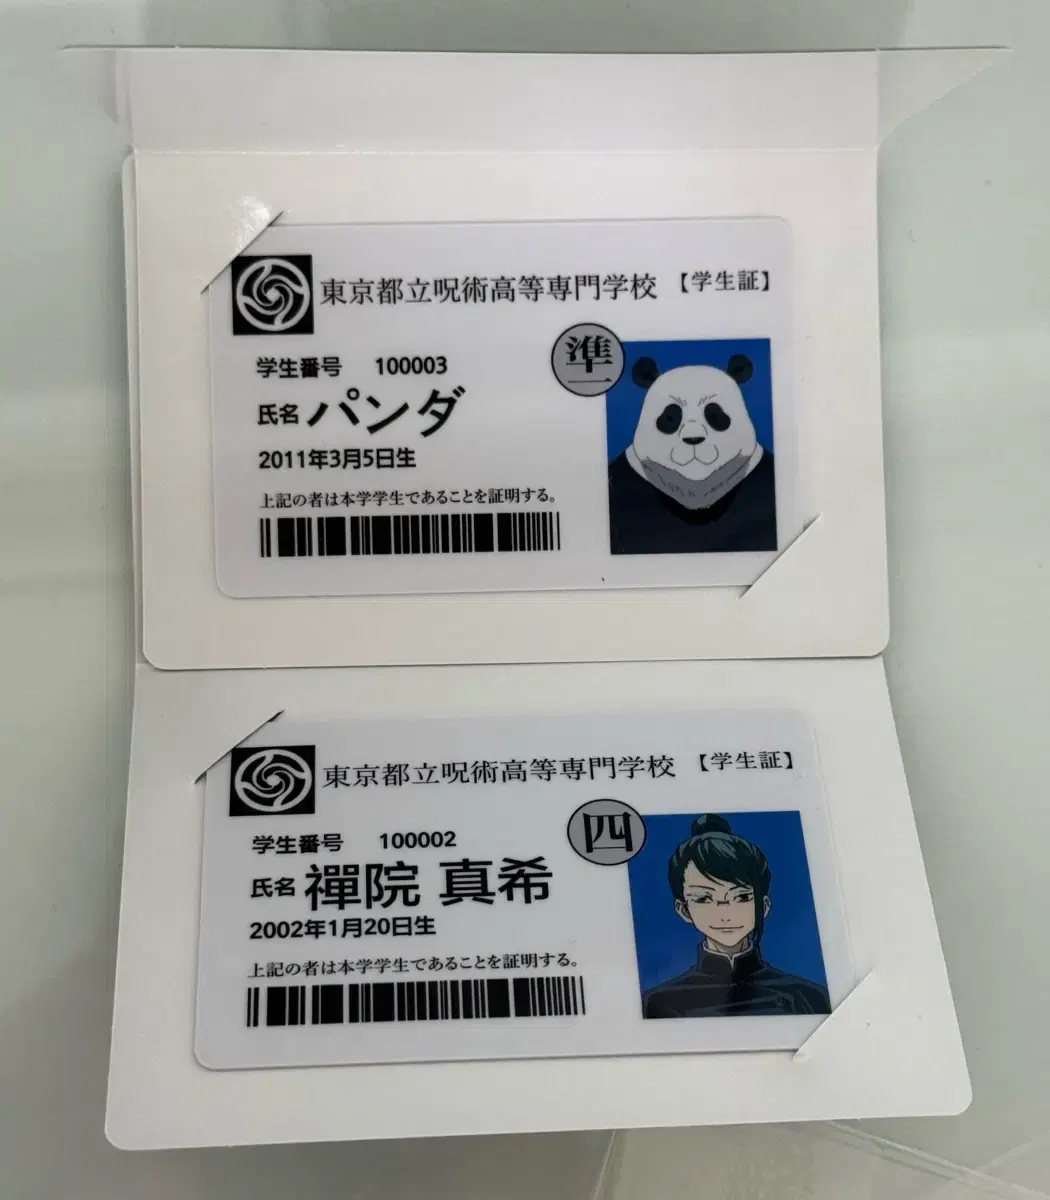 東京都立呪術高等専門学校 【学生証】
準一
学生番号 100003
氏名 パンダ
2011年3月5日生
上記の者は本学学生であることを証明する。
東京都立呪術高等専門学校 【学生証】
四
学生番号 100002
氏名 禪院 真希
2002年1月20日生
上記の者は本学学生であることを証明する。